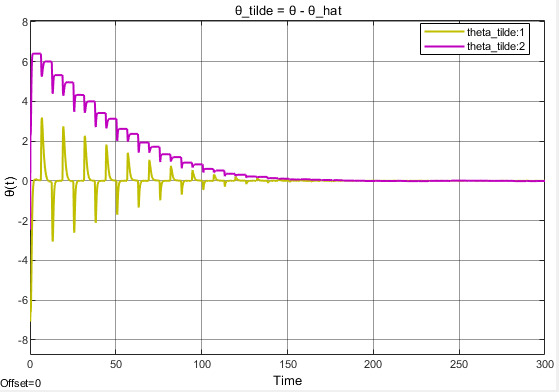 θ_tilde = θ - θ_hat
theta_tilde:1
theta_tilde:2
8
6
4
2
0
-2
-4
-6
-8
θ(t)
0
50
100
150
200
250
300
Time
Offset=0